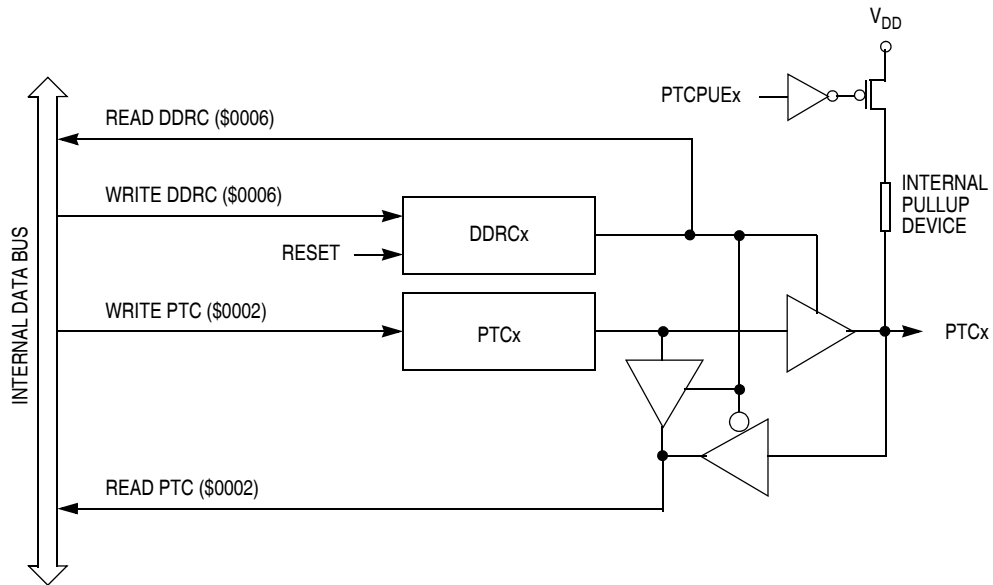 V_DD
PTCPUEx
READ DDRC ($0006)
WRITE DDRC ($0006)
INTERNAL
PULLUP
DEVICE
DDRCx
RESET
WRITE PTC ($0002)
PTCx
PTCx
INTERNAL DATA BUS
READ PTC ($0002)